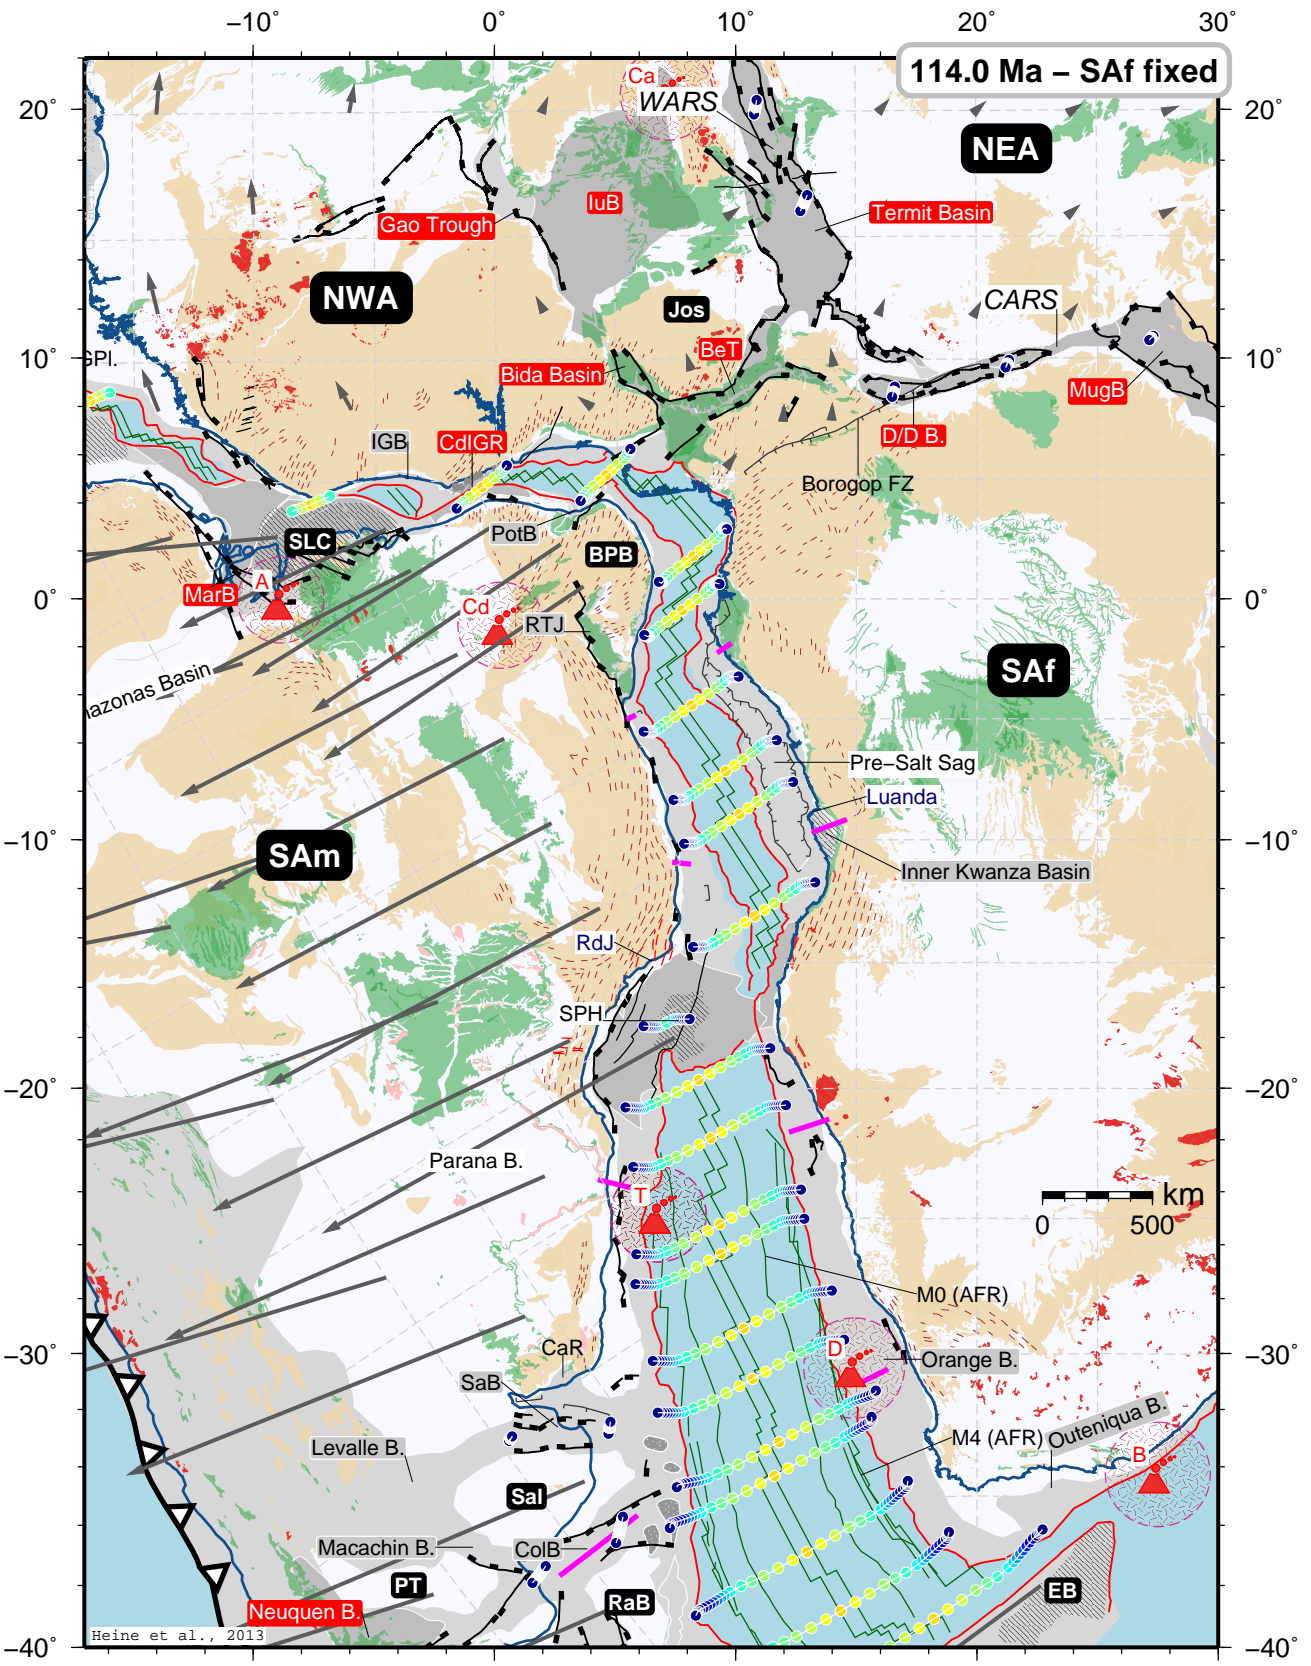 −10° 0° 10° 20° 30°
114.0 Ma − SAf fixed
20° 20°
Ca
WARS
NEA
IuB
Termit Basin
Gao Trough
NWA
CARS
Jos
BeT
10° 10°
GPl.
Bida Basin
MugB
IGB
CdIGR
D/D B.
Borogop FZ
PotB
SLC
BPB
A
MarB
Cd
0° 0°
RTJ
SAf
azonas Basin
Pre−Salt Sag
Luanda
−10° −10°
SAm
Inner Kwanza Basin
RdJ
SPH
−20° −20°
Parana B.
T
km
0 500
M0 (AFR)
CaR
D
−30° −30°
Orange B.
SaB
Outeniqua B.
M4 (AFR)
Levalle B.
B
Sal
Macachin B.
ColB
PT
EB
RaB
Neuquen B.
Heine et al., 2013
−40° −40°